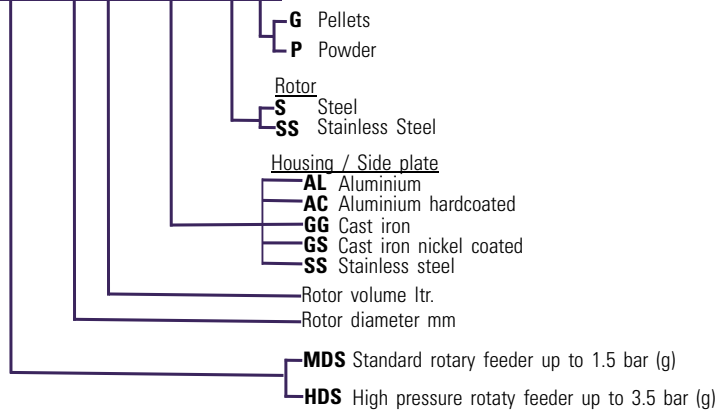 G Pellets
P Powder
Rotor
S Steel
SS Stainless Steel
Housing / Side plate
AL Aluminium
AC Aluminium hardcoated
GG Cast iron
GS Cast iron nickel coated
SS Stainless steel
Rotor volume ltr.
Rotor diameter mm
MDS Standard rotary feeder up to 1.5 bar (g)
HDS High pressure rotaty feeder up to 3.5 bar (g)